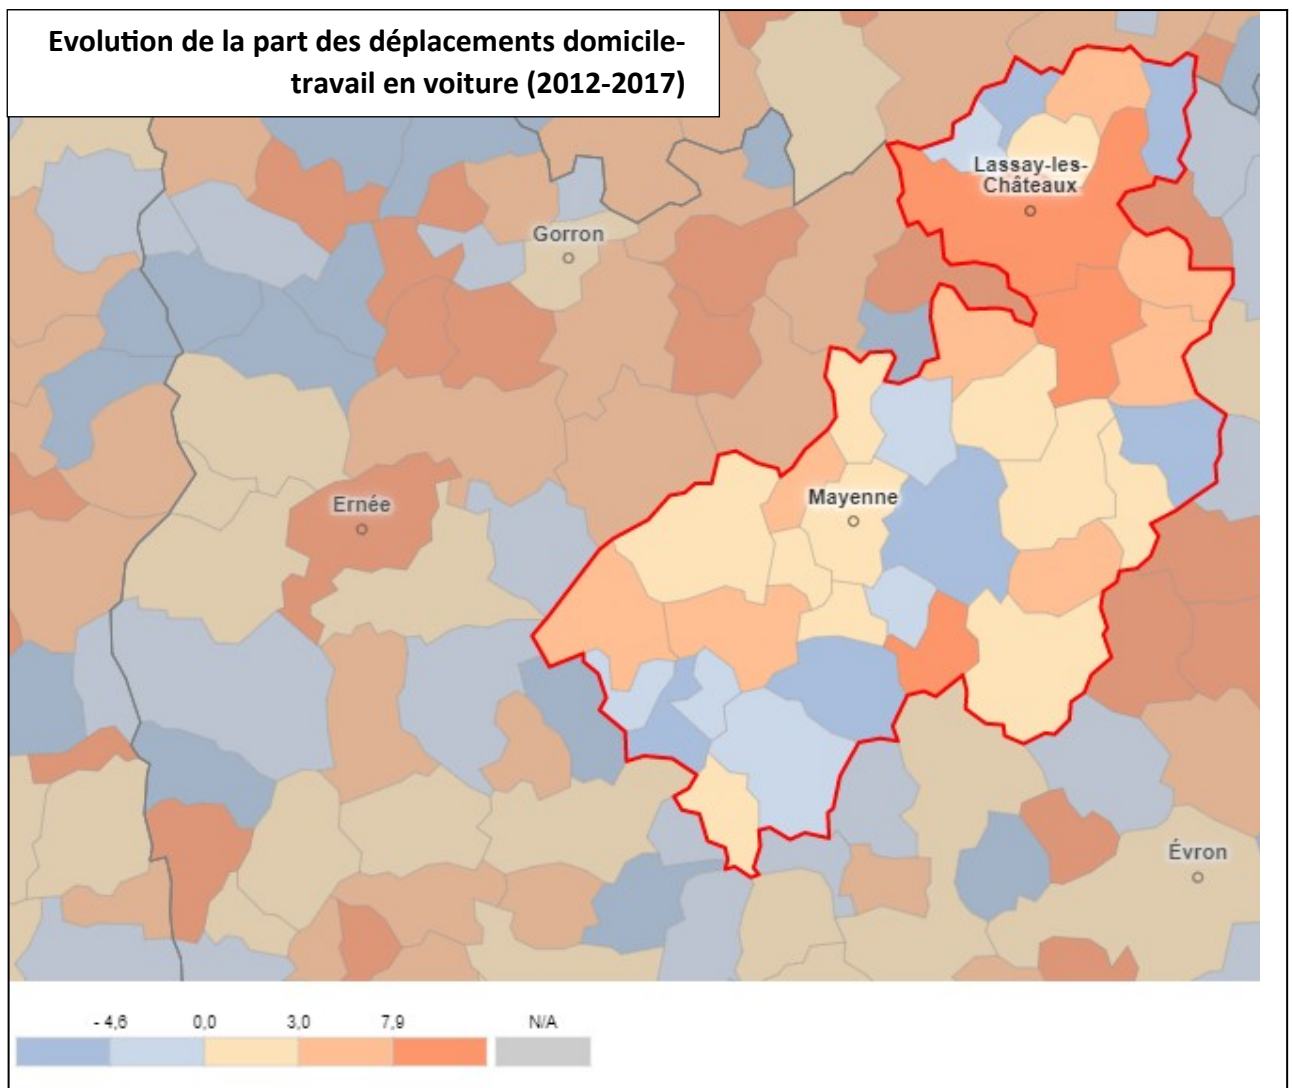 Evolution de la part des déplacements domicile-
travail en voiture (2012-2017)
Lassay-les-
Châteaux
Gorron
Ernée
Mayenne
Évron
- 4,6 0,0 3,0 7,9 N/A